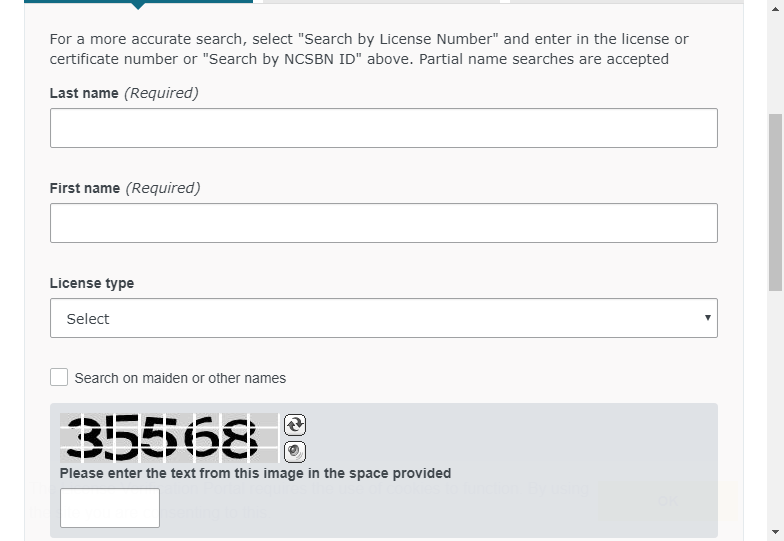 For a more accurate search, select "Search by License Number" and enter in the license or
certificate number or "Search by NCSBN ID" above. Partial name searches are accepted
Last name (Required)
First name (Required)
License type
Select
Search on maiden or other names
35568
Please enter the text from this image in the space provided